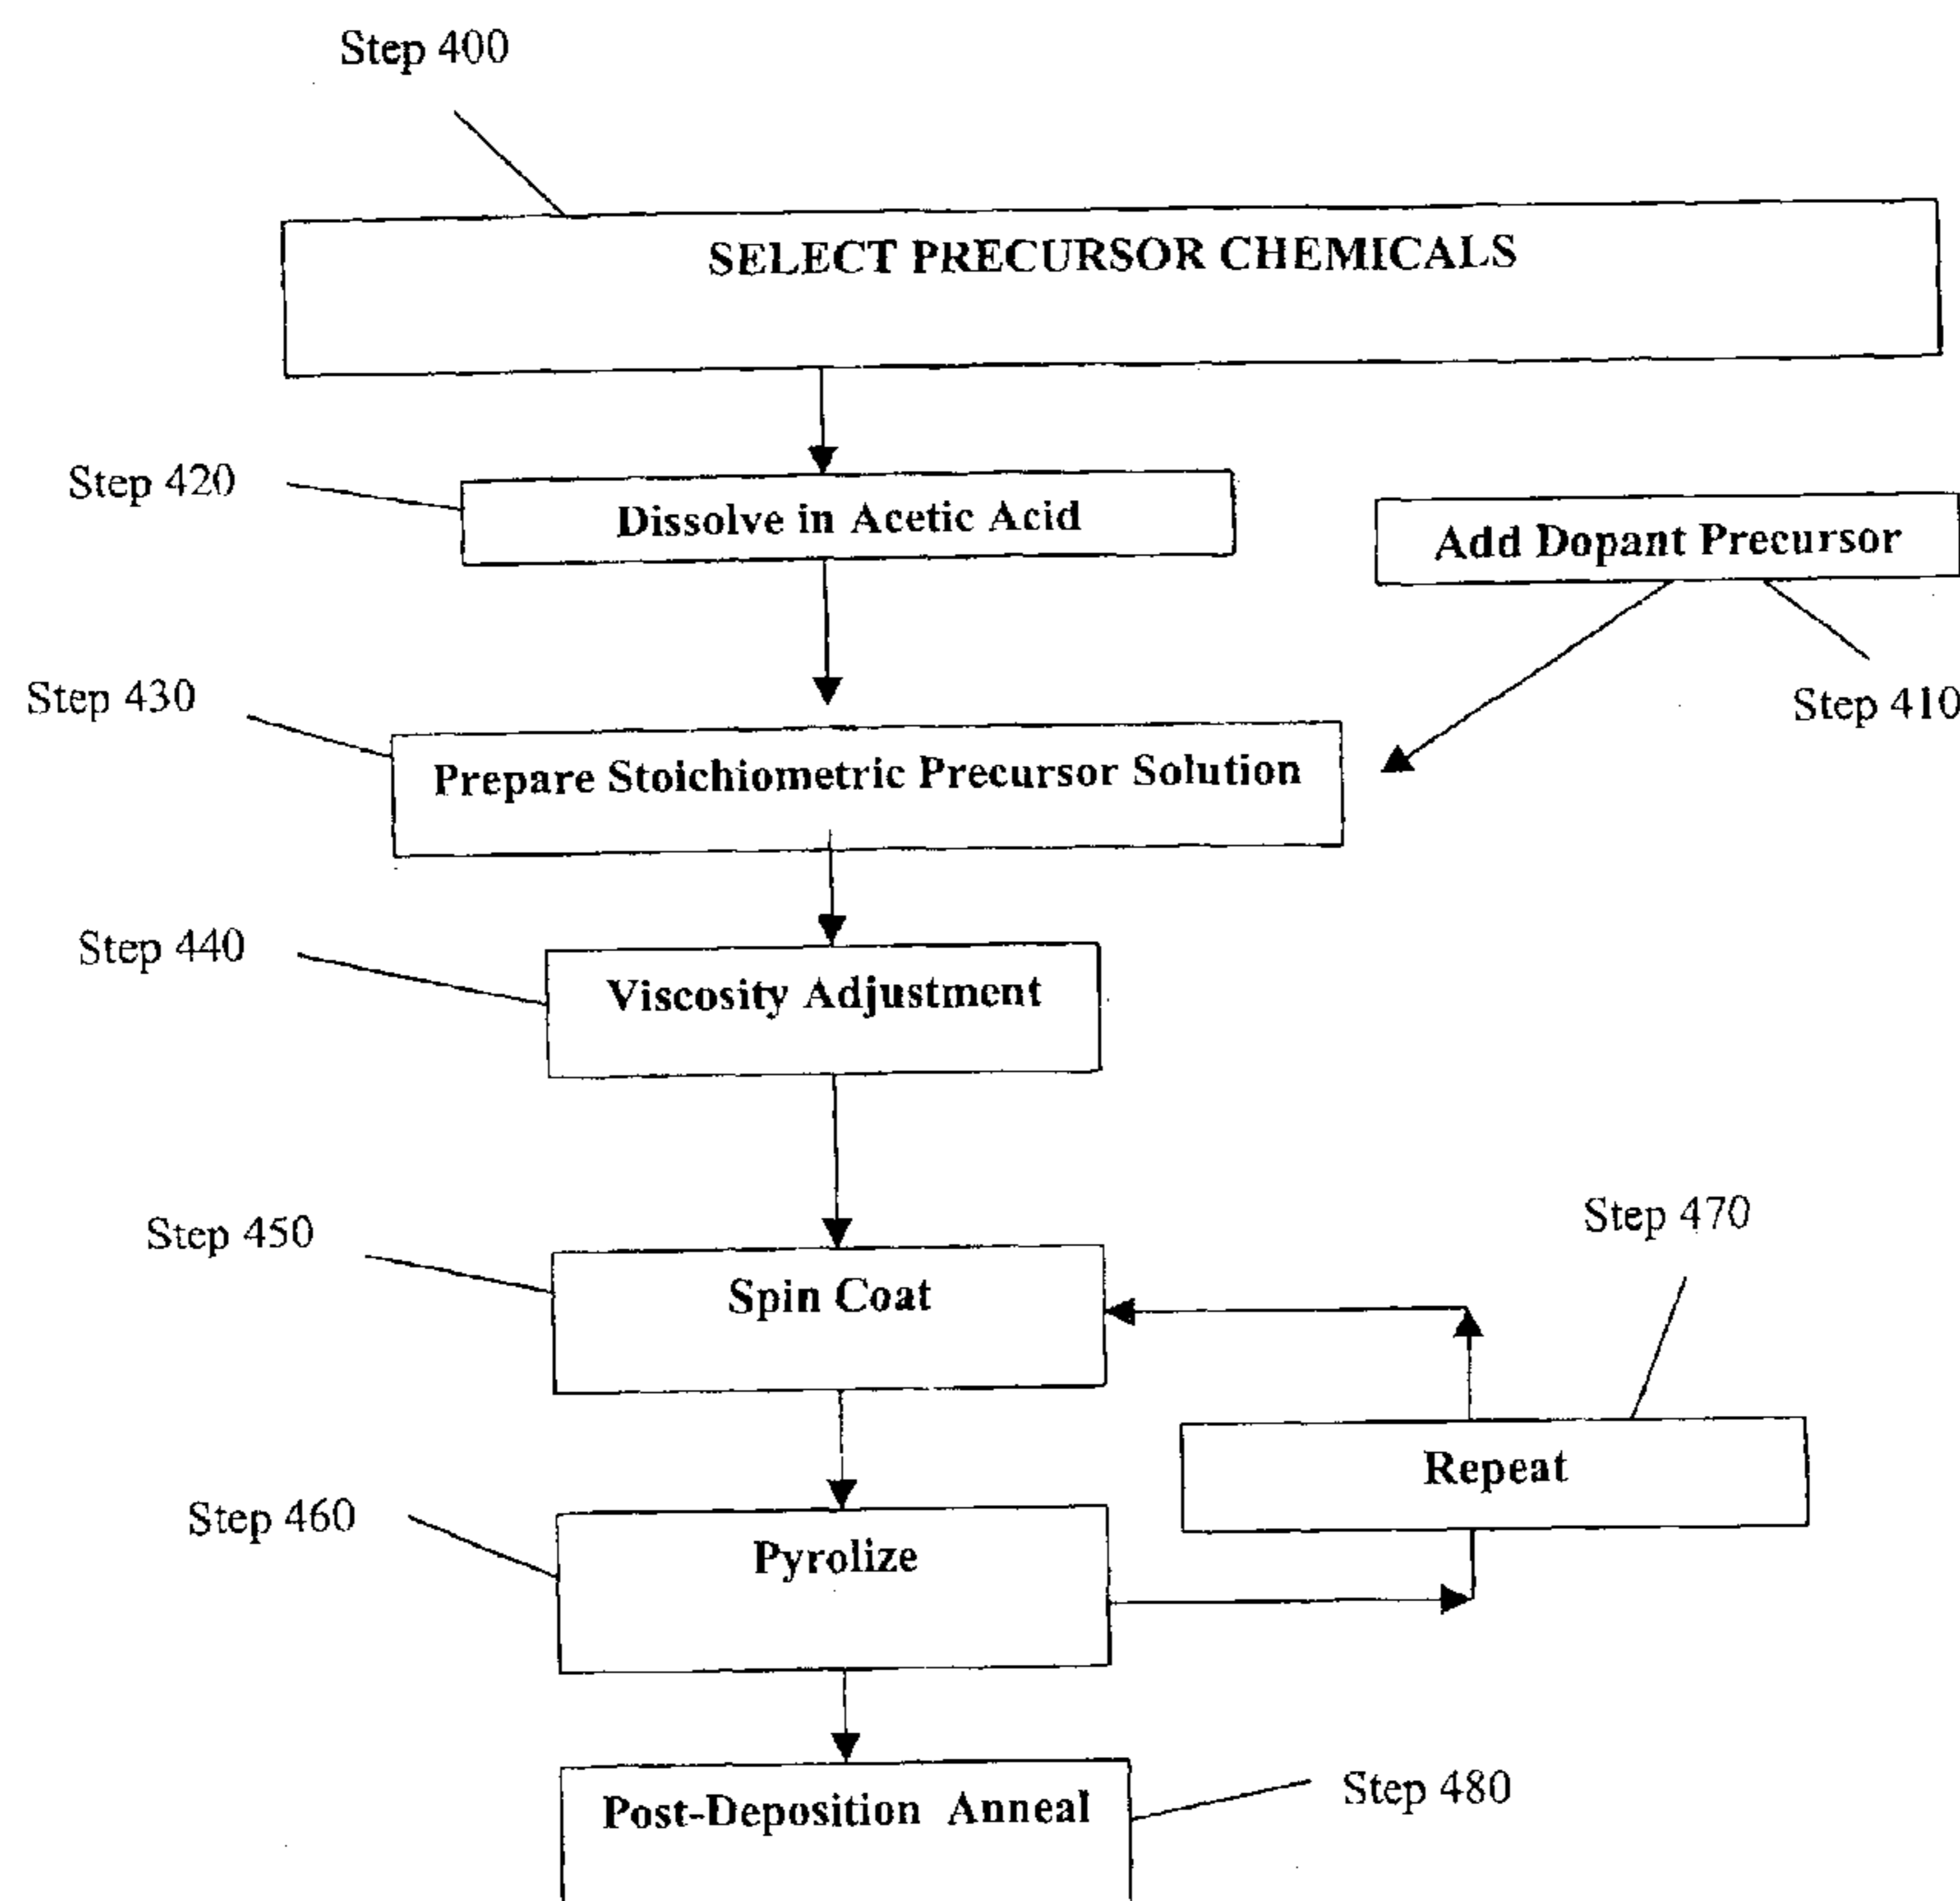 Step 400
SELECT PRECURSOR CHEMICALS
Step 420
Dissolve in Acetic Acid
Add Dopant Precursor
Step 430
Step 410
Prepare Stoichiometric Precursor Solution
Step 440
Viscosity Adjustment
Step 450
Step 470
Spin Coat
Repeat
Step 460
Pyrolize
Post-Deposition Anneal
Step 480